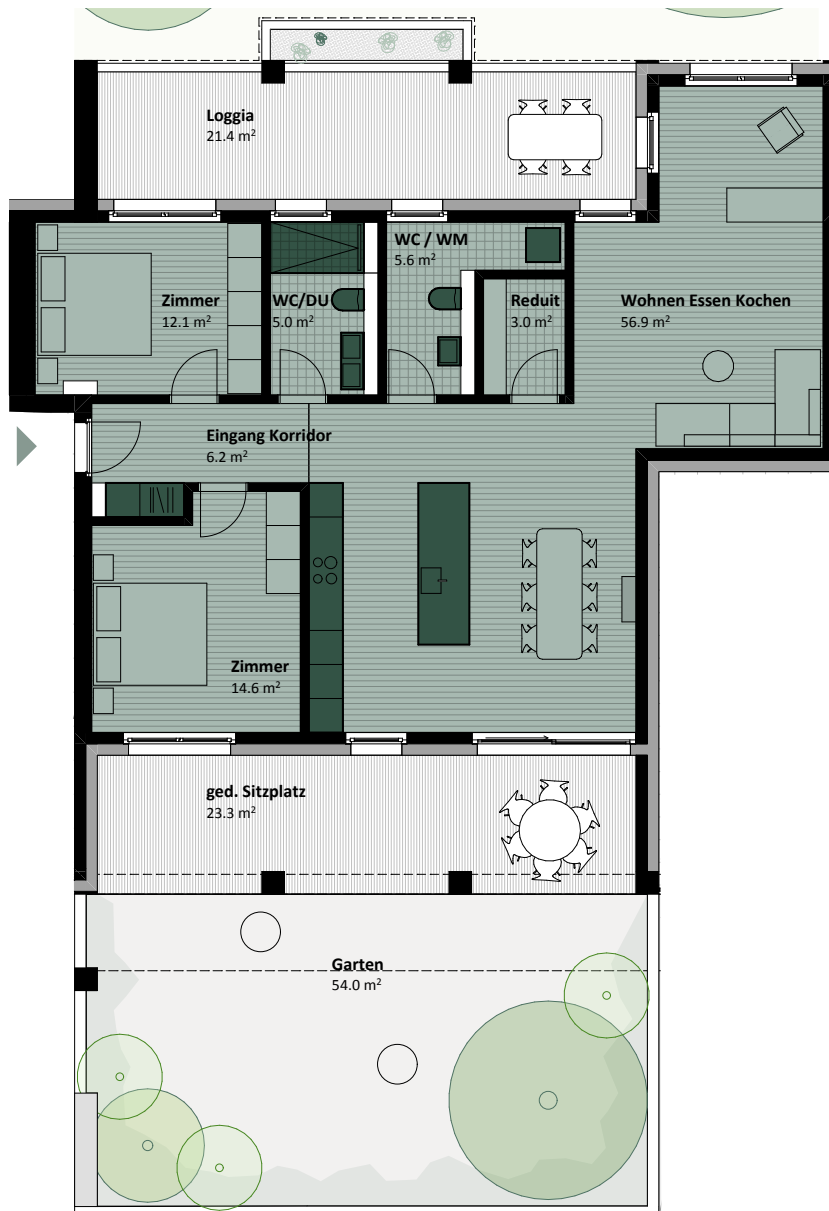 Loggia
21.4 m²
WC / WM
5.6 m²
Zimmer
12.1 m²
WC/DU
5.0 m²
Reduit
3.0 m²
Wohnen Essen Kochen
56.9 m²
Eingang Korridor
6.2 m²
Zimmer
14.6 m²
ged. Sitzplatz
23.3 m²
Garten
54.0 m²